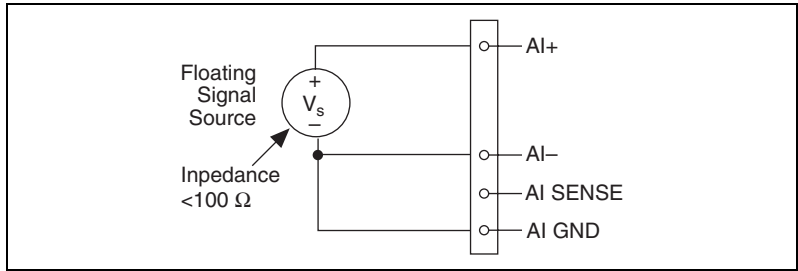 AI+
Floating
Signal
Source
+
Vs
–
Inpedance
<100 Ω
AI–
AI SENSE
AI GND